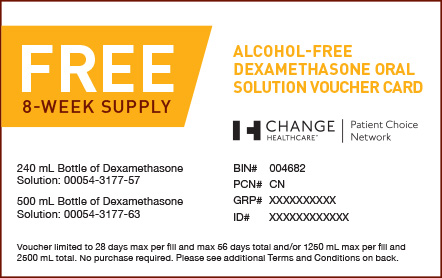 FREE
8-WEEK SUPPLY
ALCOHOL-FREE
DEXAMETHASONE ORAL
SOLUTION VOUCHER CARD
CHANGE
HEALTHCARE
Patient Choice
Network
240 mL Bottle of Dexamethasone
Solution: 00054-3177-57
500 mL Bottle of Dexamethasone
Solution: 00054-3177-63
BIN# 004682
PCN# CN
GRP# XXXXXXXXXX
ID# XXXXXXXXXXXX
Voucher limited to 28 days max per fill and max 56 days total and/or 1250 mL max per fill and
2500 mL total. No purchase required. Please see additional Terms and Conditions on back.